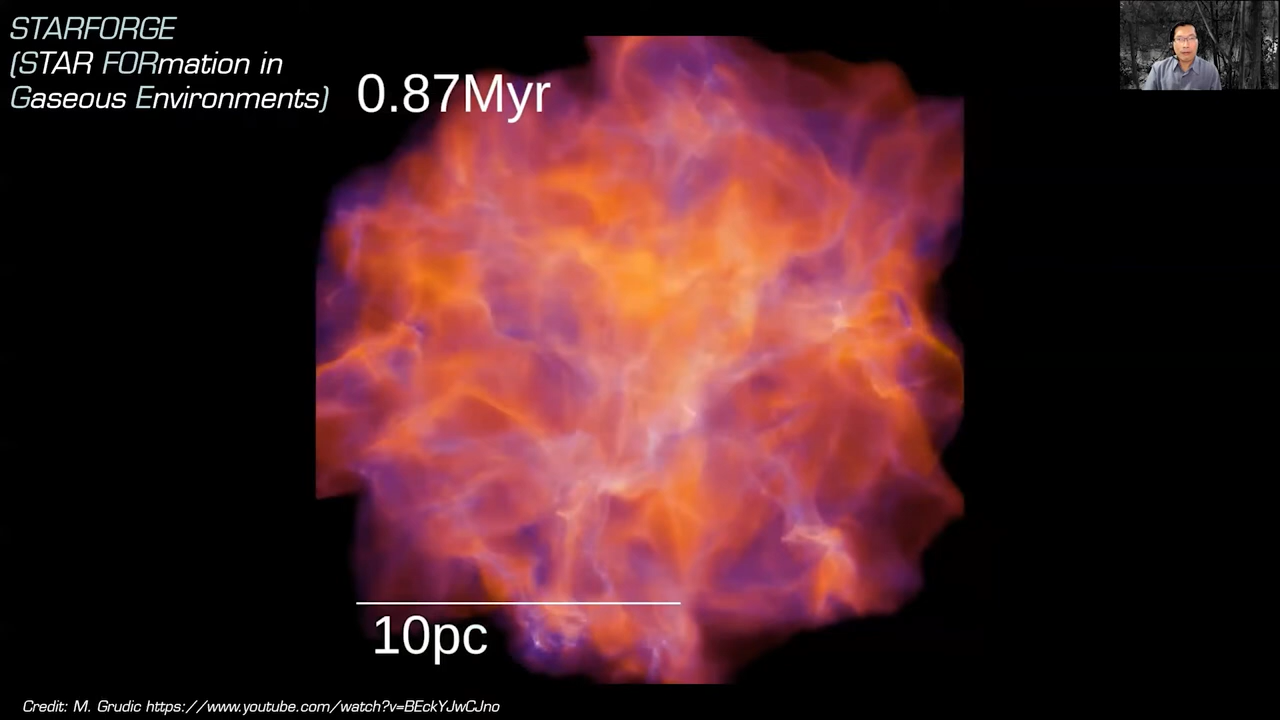 STARFORGE
(STAR FORmation in
Gaseous Environments)
0.87Myr
10pc
Credit: M. Grudic https://www.youtube.com/watch?v=BEckYJwCJno